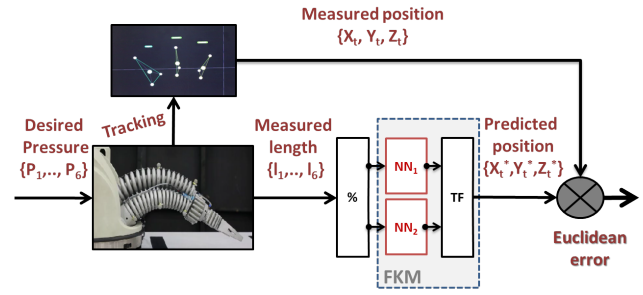 Measured position
{Xt, Yt, Zt}
Tracking
Desired
Pressure
{P1,.., P6}
Measured
length
{l1,.., l6}
%
NN1
NN2
TF
FKM
Predicted
position
{Xt*,Yt*,Zt*}
Euclidean
error